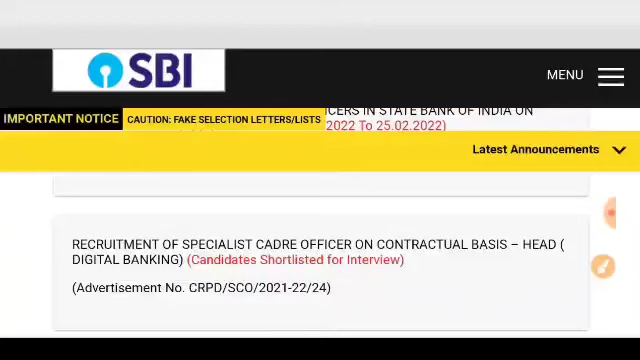 SBI
MENU
ICERS IN STATE BANK OF INDIA ON
IMPORTANT NOTICE
CAUTION: FAKE SELECTION LETTERS/LISTS
2022 To 25.02.2022)
Latest Announcements
RECRUITMENT OF SPECIALIST CADRE OFFICER ON CONTRACTUAL BASIS – HEAD (
DIGITAL BANKING) (Candidates Shortlisted for Interview)
(Advertisement No. CRPD/SCO/2021-22/24)